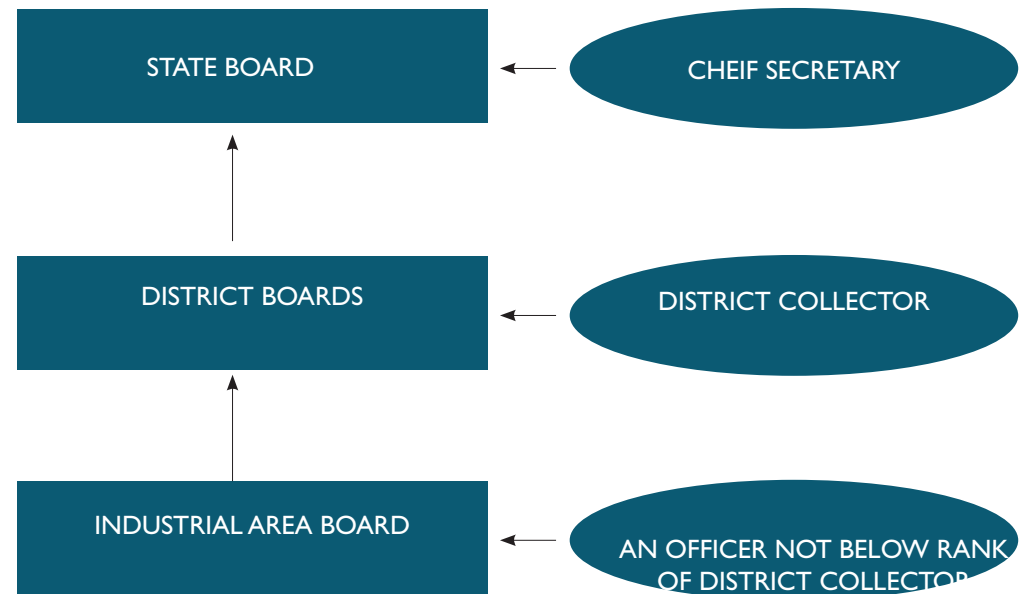 STATE BOARD
CHEIF SECRETARY
DISTRICT BOARDS
DISTRICT COLLECTOR
INDUSTRIAL AREA BOARD
AN OFFICER NOT BELOW RANK
OF DISTRICT COLLECTOR